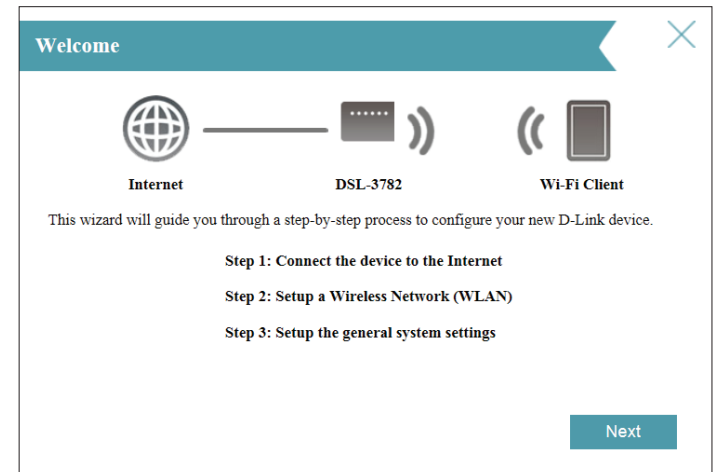 Welcome
Internet DSL-3782 Wi-Fi Client
This wizard will guide you through a step-by-step process to configure your new D-Link device.
Step 1: Connect the device to the Internet
Step 2: Setup a Wireless Network (WLAN)
Step 3: Setup the general system settings
Next